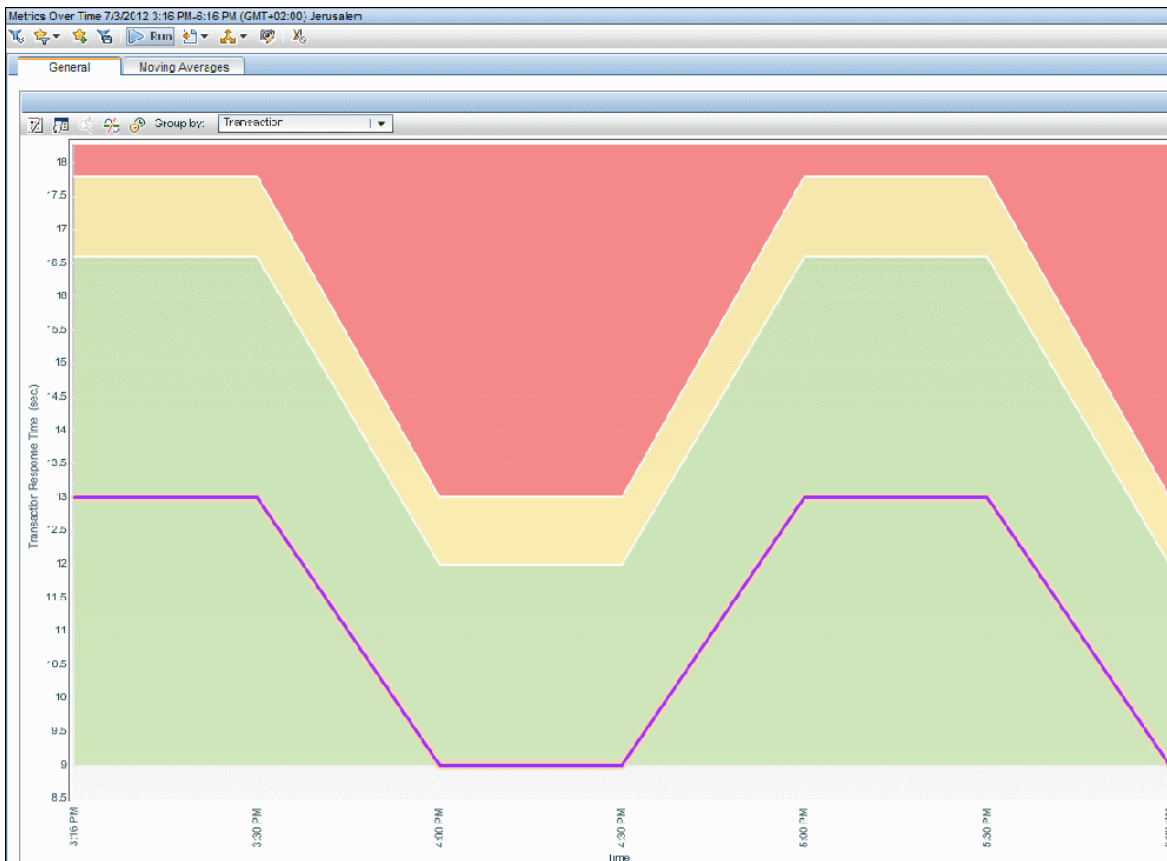 Metrics Over Time 7/3/2012 3:16 PM-6:16 PM (GMT+02:00) Jerusalem
Run
General
Moving Averages
Group by:
Transaction
18
17.5
17
16.5
16
15.5
15
14.5
14
13.5
13
12.5
12
11.5
11
10.5
10
9.5
9
8.5
Transaction Response Time (sec.)
3:16 PM
3:30 PM
4:00 PM
4:30 PM
5:00 PM
5:30 PM
Time